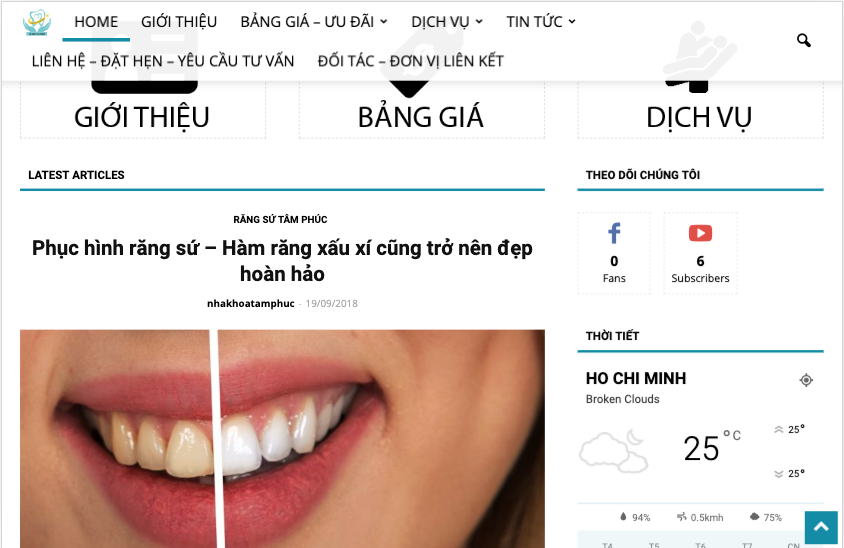 HOME
GIỚI THIỆU
BẢNG GIÁ – ƯU ĐÃI
DỊCH VỤ
TIN TỨC
LIÊN HỆ – ĐẶT HẸN – YÊU CẦU TƯ VẤN
ĐỐI TÁC – ĐƠN VỊ LIÊN KẾT
GIỚI THIỆU
BẢNG GIÁ
DỊCH VỤ
LATEST ARTICLES
RĂNG SỨ TÂM PHÚC
Phục hình răng sứ – Hàm răng xấu xí cũng trở nên đẹp
hoàn hảo
nhakhoatamphuc - 19/09/2018
THEO DÕI CHÚNG TÔI
0
Fans
6
Subscribers
THỜI TIẾT
HO CHI MINH
Broken Clouds
25°C
25°
25°
94%
0.5kmh
75%
T4
T5
T6
T7
CN